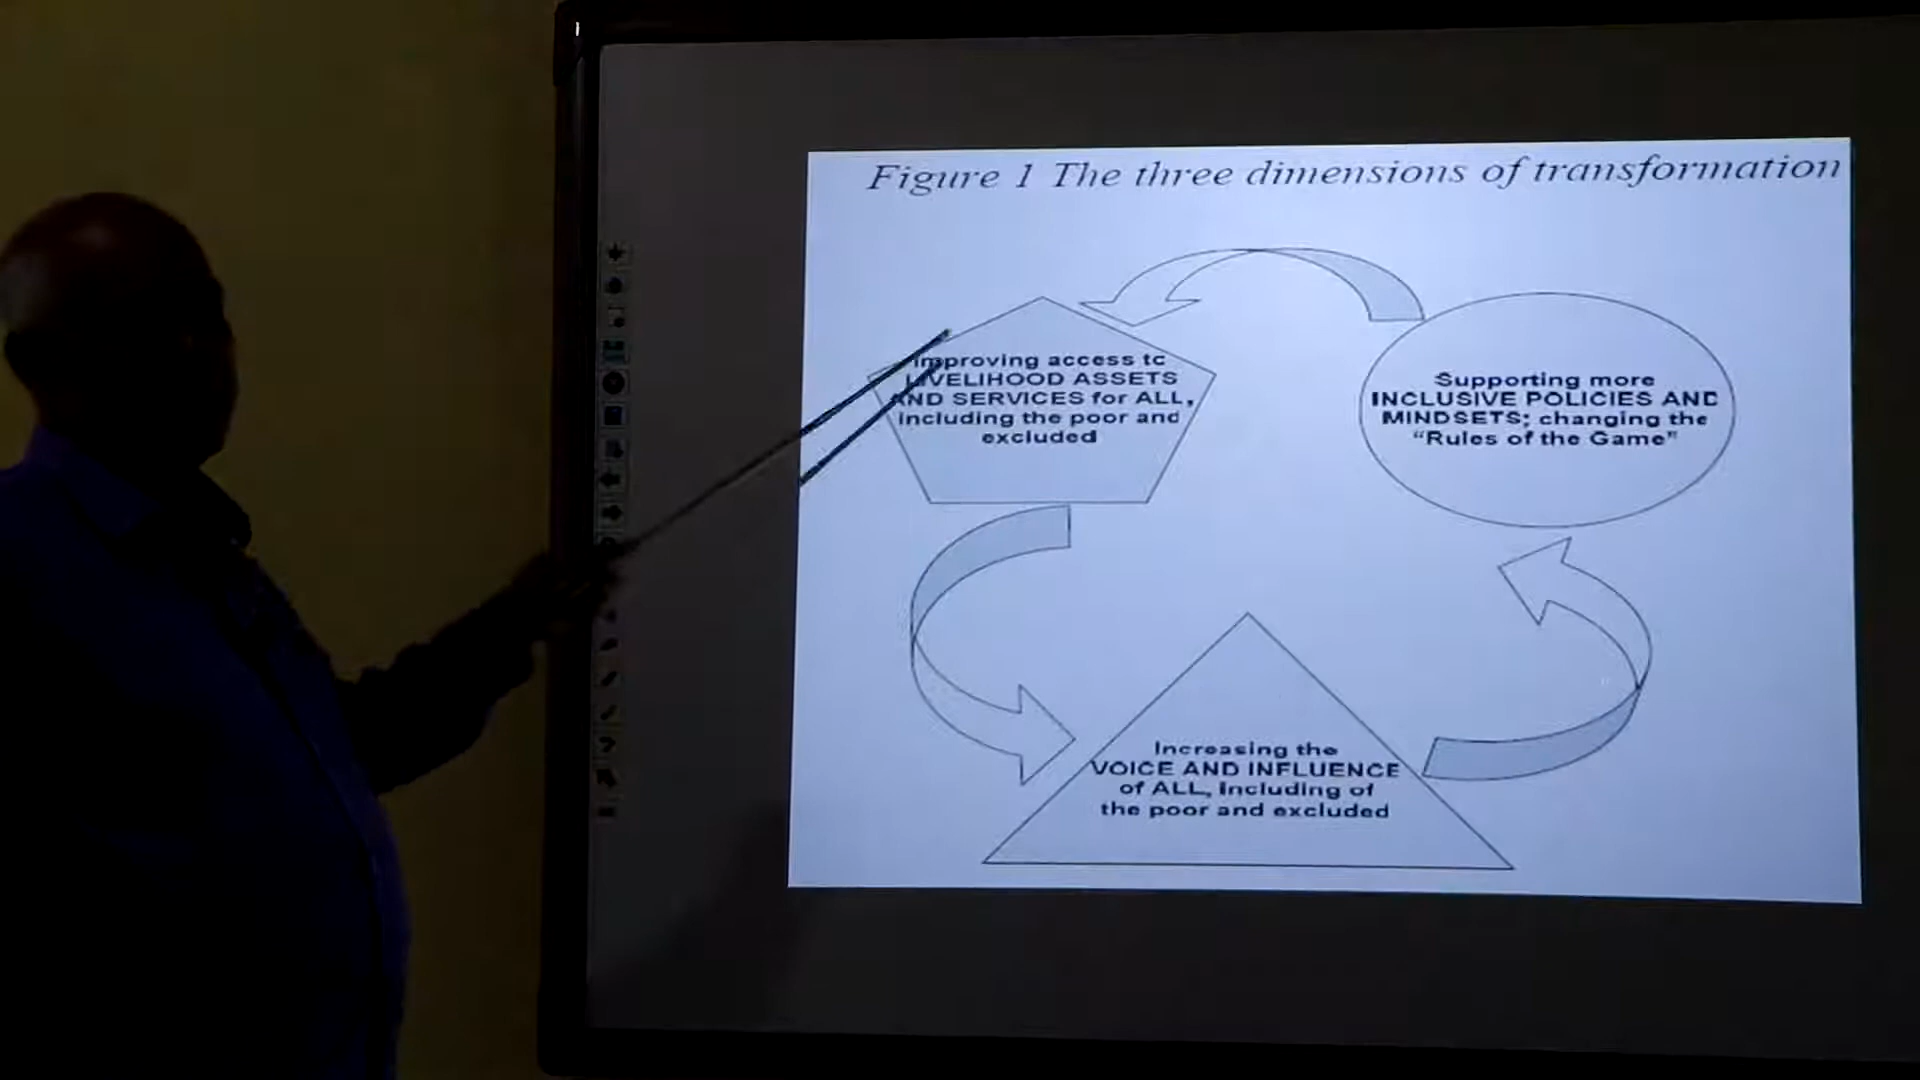 Figure 1 The three dimensions of transformation
Improving access to
LIVELIHOOD ASSETS
AND SERVICES for ALL,
including the poor and
excluded
Supporting more
INCLUSIVE POLICIES AND
MINDSETS; changing the
“Rules of the Game”
Increasing the
VOICE AND INFLUENCE
of ALL, including of
the poor and excluded